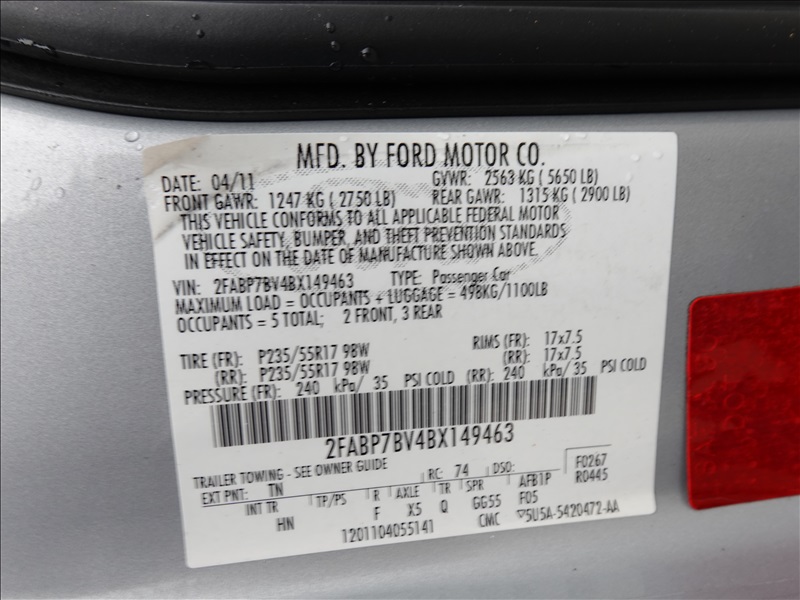 MFD. BY FORD MOTOR CO.
DATE: 04/11 GVWR: 2563 KG ( 5650 LB)
FRONT GAWR: 1247 KG ( 2750 LB) REAR GAWR: 1315 KG ( 2900 LB)
THIS VEHICLE CONFORMS TO ALL APPLICABLE FEDERAL MOTOR
VEHICLE SAFETY, BUMPER, AND THEFT PREVENTION STANDARDS
IN EFFECT ON THE DATE OF MANUFACTURE SHOWN ABOVE.
VIN: 2FABP7BV4BX149463 TYPE: Passenger Car
MAXIMUM LOAD = OCCUPANTS + LUGGAGE = 498KG/1100LB
OCCUPANTS = 5 TOTAL; 2 FRONT, 3 REAR
TIRE (FR): P235/55R17 98W RIMS (FR): 17x7.5
(RR): P235/55R17 98W (RR): 17x7.5
PRESSURE (FR): 240 kPa/ 35 PSI COLD (RR): 240 kPa/ 35 PSI COLD
2FABP7BV4BX149463
TRAILER TOWING - SEE OWNER GUIDE
EXT PNT: TN RC: 74 DSO: F0267
R0445
INT TR TP/PS R AXLE TR SPR AFB1P
HN F X5 Q GG55 F05
1201104055141 CMC 5U5A-5420472-AA